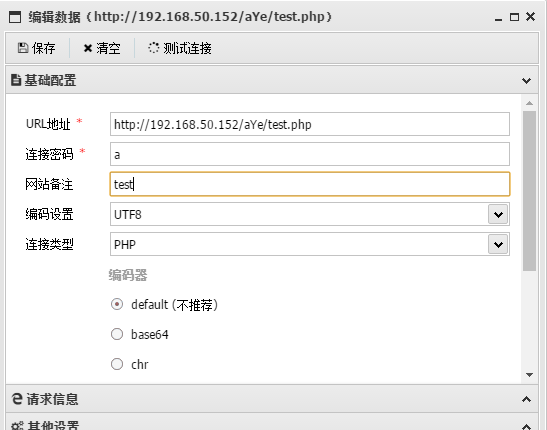 编辑数据 (http://192.168.50.152/aYe/test.php)
保存 清空 测试连接
基础配置
URL地址 * http://192.168.50.152/aYe/test.php
连接密码 * a
网站备注 test
编码设置 UTF8
连接类型 PHP
编码器
default (不推荐)
base64
chr
请求信息
其他设置